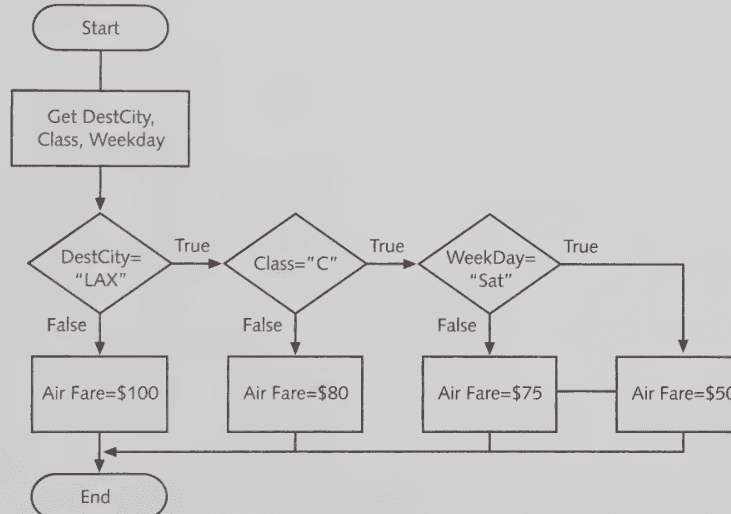 Start
Get DestCity,
Class, Weekday
DestCity=
“LAX”
True
Class="C"
True
WeekDay=
“Sat”
True
False
False
False
Air Fare=$100
Air Fare=$80
Air Fare=$75
Air Fare=$50
End